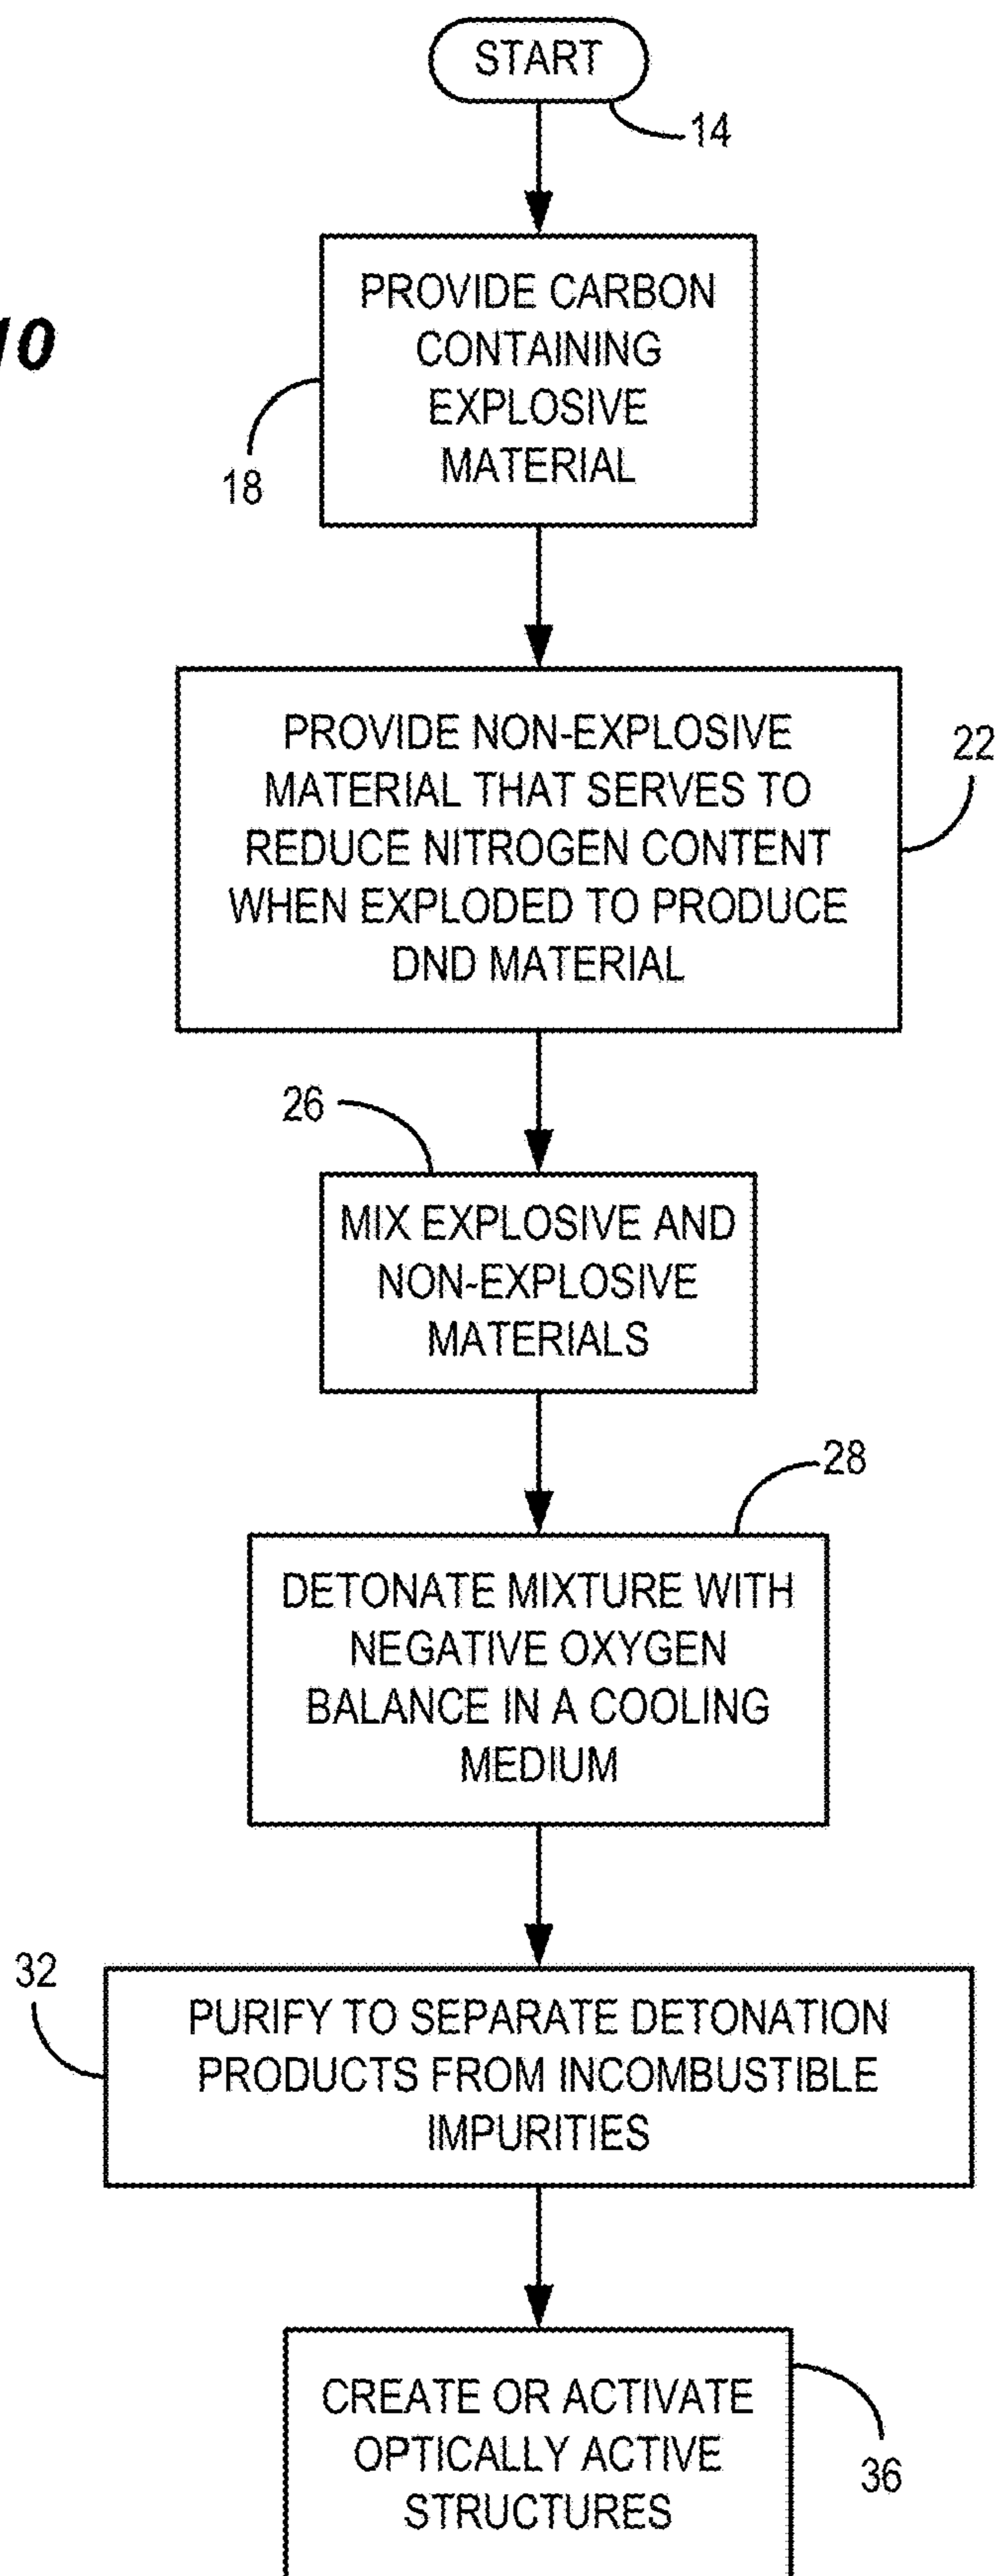 START
14
10
PROVIDE CARBON
CONTAINING
EXPLOSIVE
MATERIAL
18
PROVIDE NON-EXPLOSIVE
MATERIAL THAT SERVES TO
REDUCE NITROGEN CONTENT
WHEN EXPLODED TO PRODUCE
DND MATERIAL
22
26
MIX EXPLOSIVE AND
NON-EXPLOSIVE
MATERIALS
28
DETONATE MIXTURE WITH
NEGATIVE OXYGEN
BALANCE IN A COOLING
MEDIUM
32
PURIFY TO SEPARATE DETONATION
PRODUCTS FROM INCOMBUSTIBLE
IMPURITIES
CREATE OR ACTIVATE
OPTICALLY ACTIVE
STRUCTURES
36